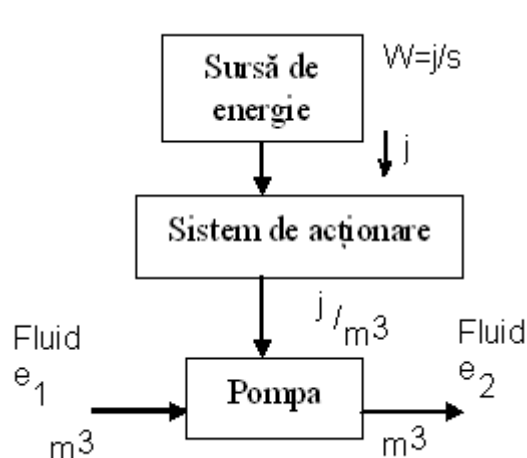 Sursă de
energie
W=j/s
j
Sistem de acționare
j/m3
Fluid
e1
m3
Pompa
Fluid
e2
m3